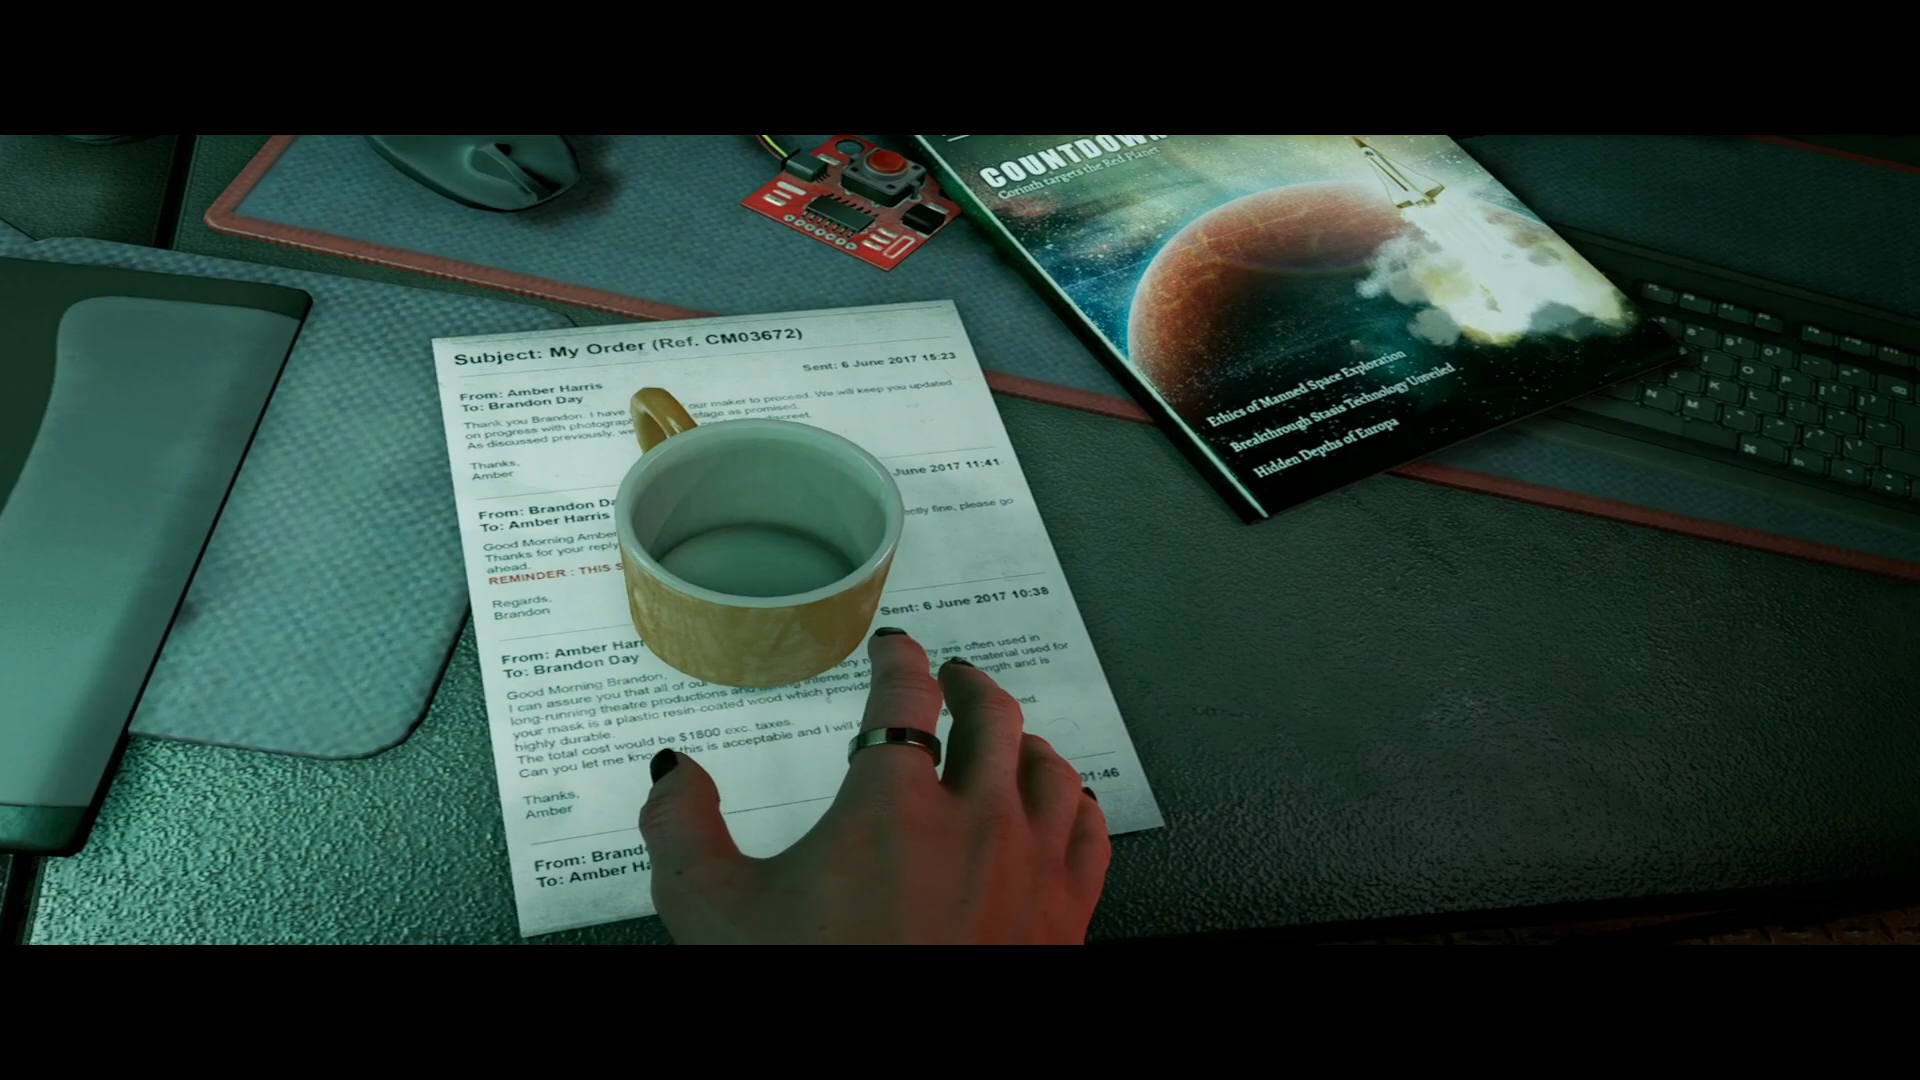 COUNTDOWN
Corinth targets the Red Planet
Ethics of Manned Space Exploration
Breakthrough Stasis Technology Unveiled
Hidden Depths of Europa
Subject: My Order (Ref. CM03672)
Sent: 6 June 2017 15:23
From: Amber Harris
To: Brandon Day
Thank you Brandon. I have our maker to proceed. We will keep you updated
on progress with photograp stage as promised.
As discussed previously, we discreet.
Thanks,
Amber
June 2017 11:41
From: Brandon Da
To: Amber Harris
Good Morning Amber
Thanks for your reply ectly fine, please go
ahead.
REMINDER : THIS S
Regards,
Brandon
Sent: 6 June 2017 10:38
From: Amber Harr
To: Brandon Day
Good Morning Brandon,
I can assure you that all of ou very are often used in
long-running theatre productions and intense act material used for
your mask is a plastic resin-coated wood which provide ength and is
highly durable.
The total cost would be $1800 exc. taxes.
Can you let me know this is acceptable and I will ed.
Thanks,
Amber
01:46
From: Brand
To: Amber Ha